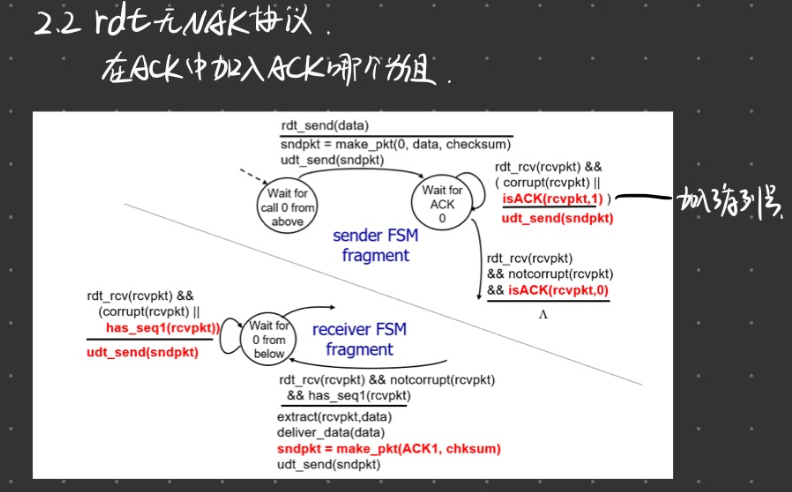 2.2 rdt无NAK协议.
在ACK中加入ACK哪个分组.
rdt_send(data)
sndpkt = make_pkt(0, data, checksum)
udt_send(sndpkt)
Wait for
call 0 from
above
Wait for
ACK
0
rdt_rcv(rcvpkt) &&
( corrupt(rcvpkt) ||
isACK(rcvpkt,1) )
udt_send(sndpkt)
加入了序列号.
sender FSM
fragment
rdt_rcv(rcvpkt)
&& notcorrupt(rcvpkt)
&& isACK(rcvpkt,0)
Λ
rdt_rcv(rcvpkt) &&
(corrupt(rcvpkt) ||
has_seq1(rcvpkt))
udt_send(sndpkt)
Wait for
0 from
below
receiver FSM
fragment
rdt_rcv(rcvpkt) && notcorrupt(rcvpkt)
&& has_seq1(rcvpkt)
extract(rcvpkt,data)
deliver_data(data)
sndpkt = make_pkt(ACK1, chksum)
udt_send(sndpkt)